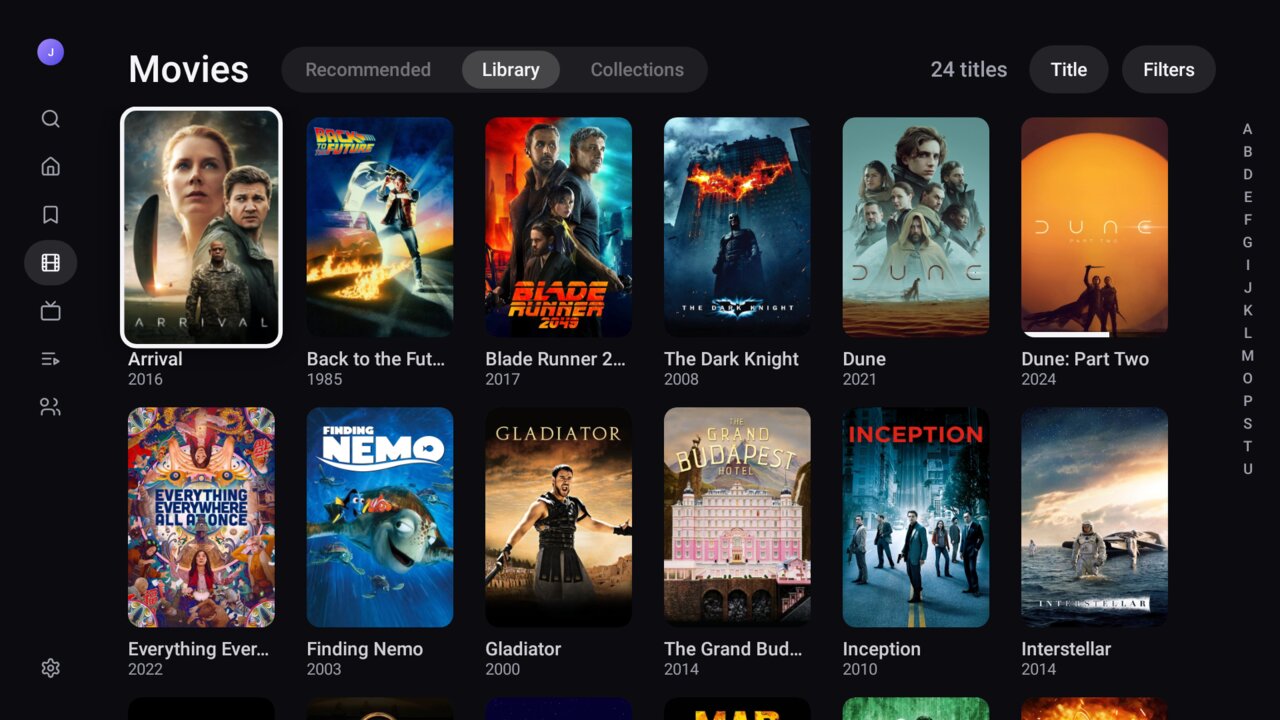 J
Movies
Recommended
Library
Collections
24 titles
Title
Filters
ARRIVAL
BACK TO THE FUTURE
BLADE
RUNNER
2049
THE DARK KNIGHT
DUNE
DUNE
PART TWO
Arrival
2016
Back to the Fut...
1985
Blade Runner 2...
2017
The Dark Knight
2008
Dune
2021
Dune: Part Two
2024
EVERYTHING
EVERYWHERE
ALL AT ONCE
FINDING
NEMO
GLADIATOR
THE
GRAND
BUDAPEST
HOTEL
INCEPTION
INTERSTELLAR
Everything Ever...
2022
Finding Nemo
2003
Gladiator
2000
The Grand Bud...
2014
Inception
2010
Interstellar
2014
MAD
A
B
D
E
F
G
I
J
K
L
M
O
P
S
T
U